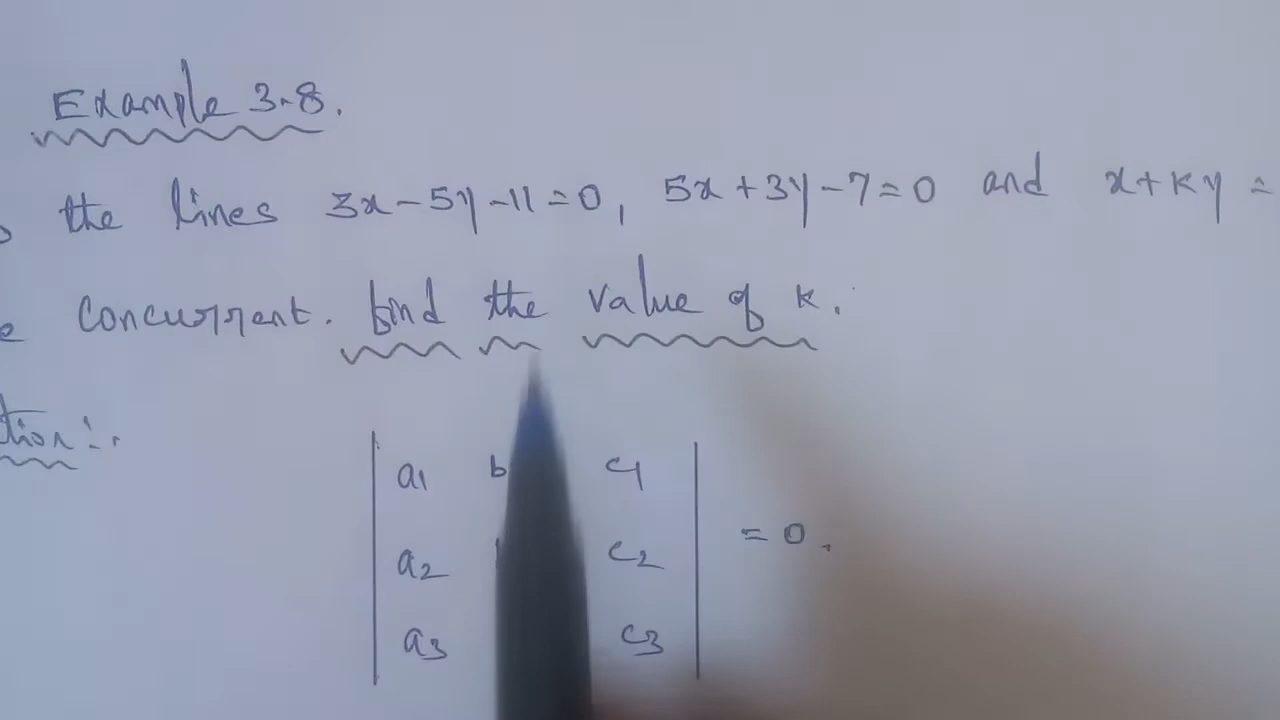 Example 3.8.
the lines 3x-5y-11=0, 5x+3y-7=0 and x+ky=
concurrent. find the value of k.
tion:
a1 b c1
a2 c2 = 0.
a3 c3